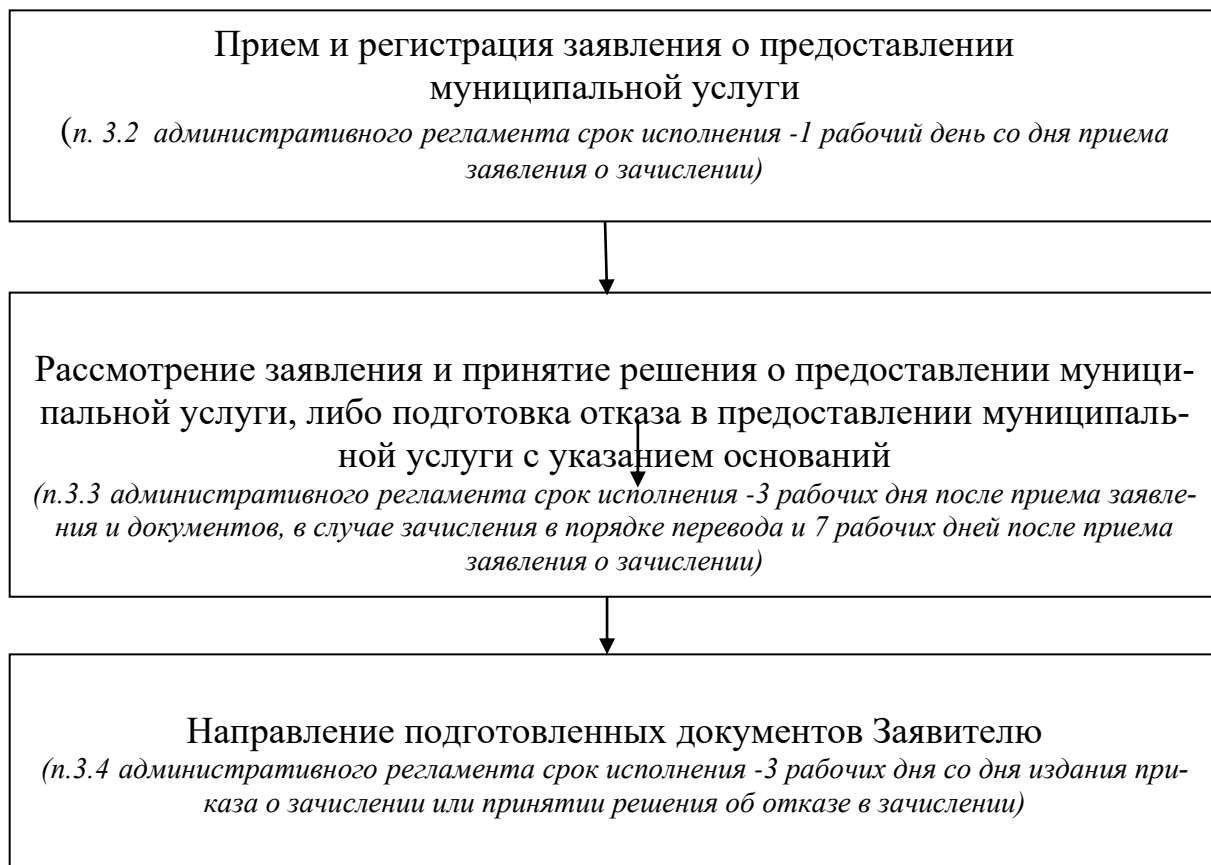 Прием и регистрация заявления о предоставлении
муниципальной услуги
(п. 3.2 административного регламента срок исполнения -1 рабочий день со дня приема
заявления о зачислении)
Рассмотрение заявления и принятие решения о предоставлении муници-
пальной услуги, либо подготовка отказа в предоставлении муниципаль-
ной услуги с указанием оснований
(п.3.3 административного регламента срок исполнения -3 рабочих дня после приема заявле-
ния и документов, в случае зачисления в порядке перевода и 7 рабочих дней после приема
заявления о зачислении)
Направление подготовленных документов Заявителю
(п.3.4 административного регламента срок исполнения -3 рабочих дня со дня издания при-
каза о зачислении или принятии решения об отказе в зачислении)